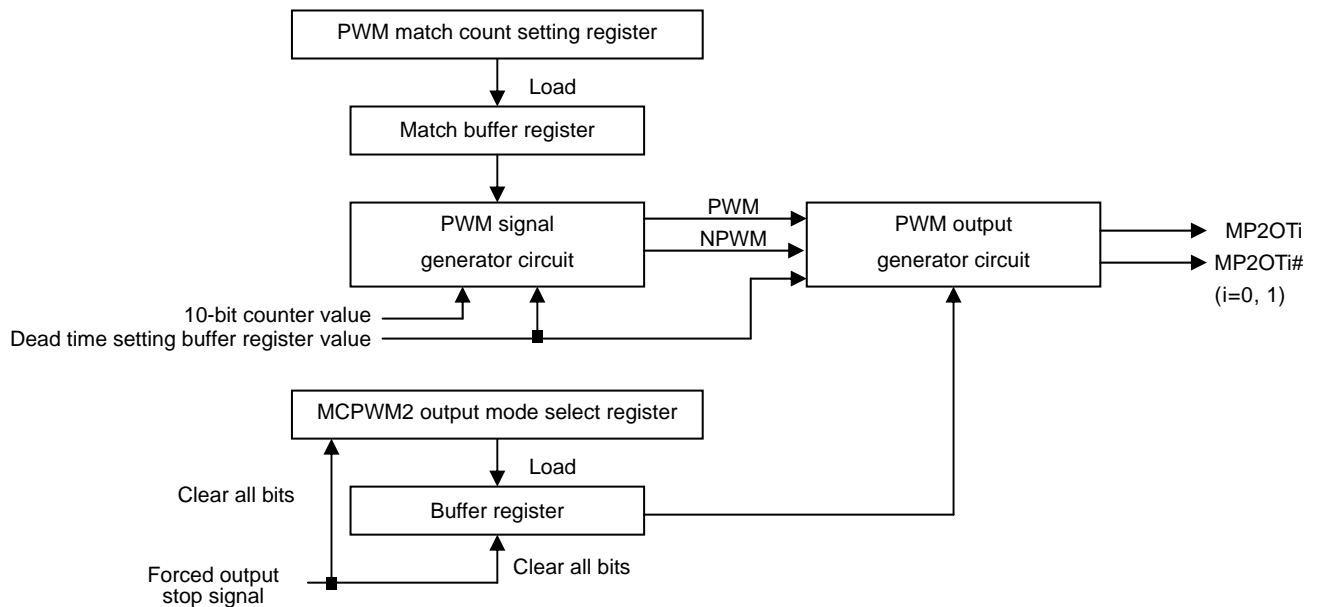 PWM match count setting register
Load
Match buffer register
PWM signal
generator circuit
PWM
NPWM
PWM output
generator circuit
MP2OTi
MP2OTi#
(i=0, 1)
10-bit counter value
Dead time setting buffer register value
MCPWM2 output mode select register
Load
Clear all bits
Buffer register
Clear all bits
Forced output
stop signal